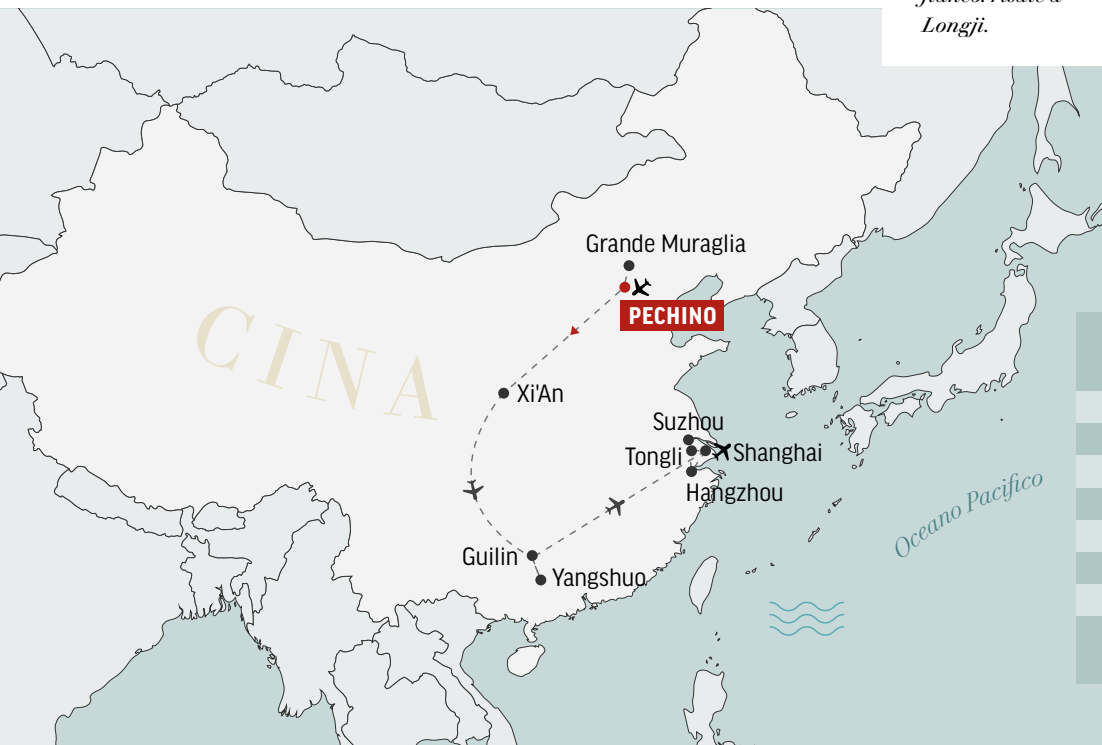 Longji.
Grande Muraglia
PECHINO
CINA
Xi'An
Suzhou
Tongli
Shanghai
Hangzhou
Oceano Pacifico
Guilin
Yangshuo